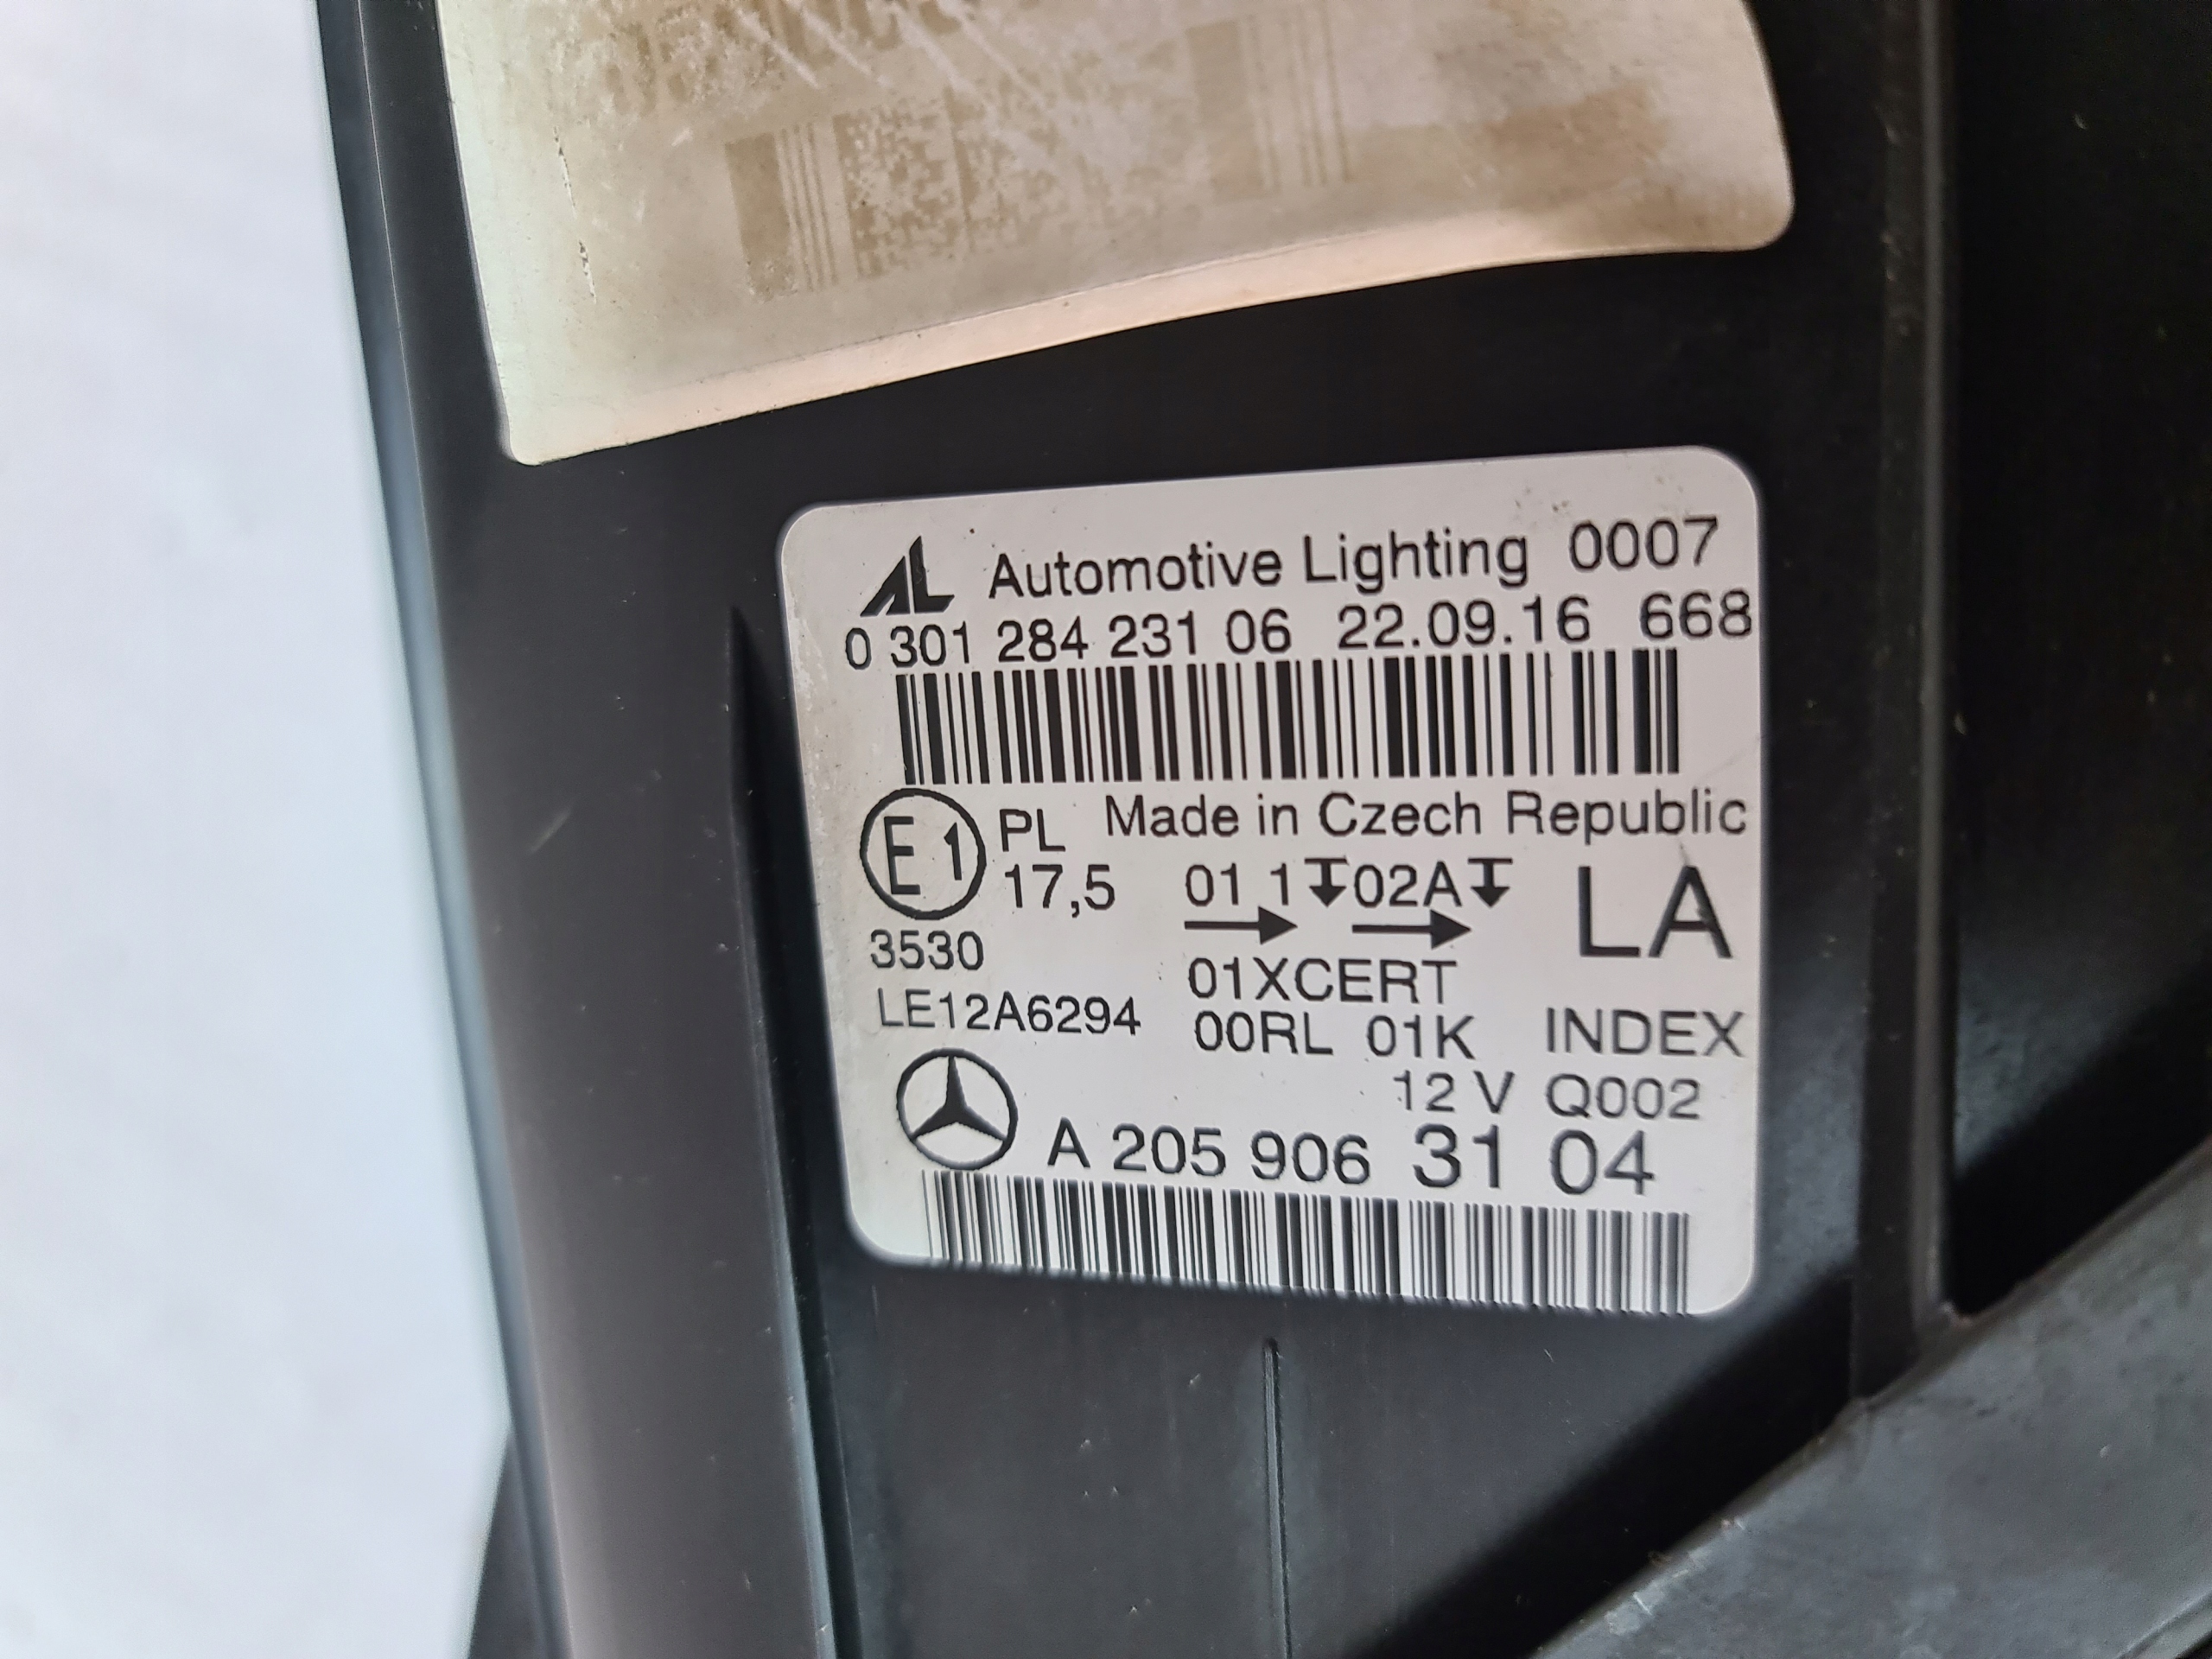 AL Automotive Lighting 0007
0 301 284 231 06 22.09.16 668
E1 PL Made in Czech Republic
17,5 01 1 02A LA
3530
01XCERT
LE12A6294 00RL 01K INDEX
12 V Q002
A 205 906 31 04